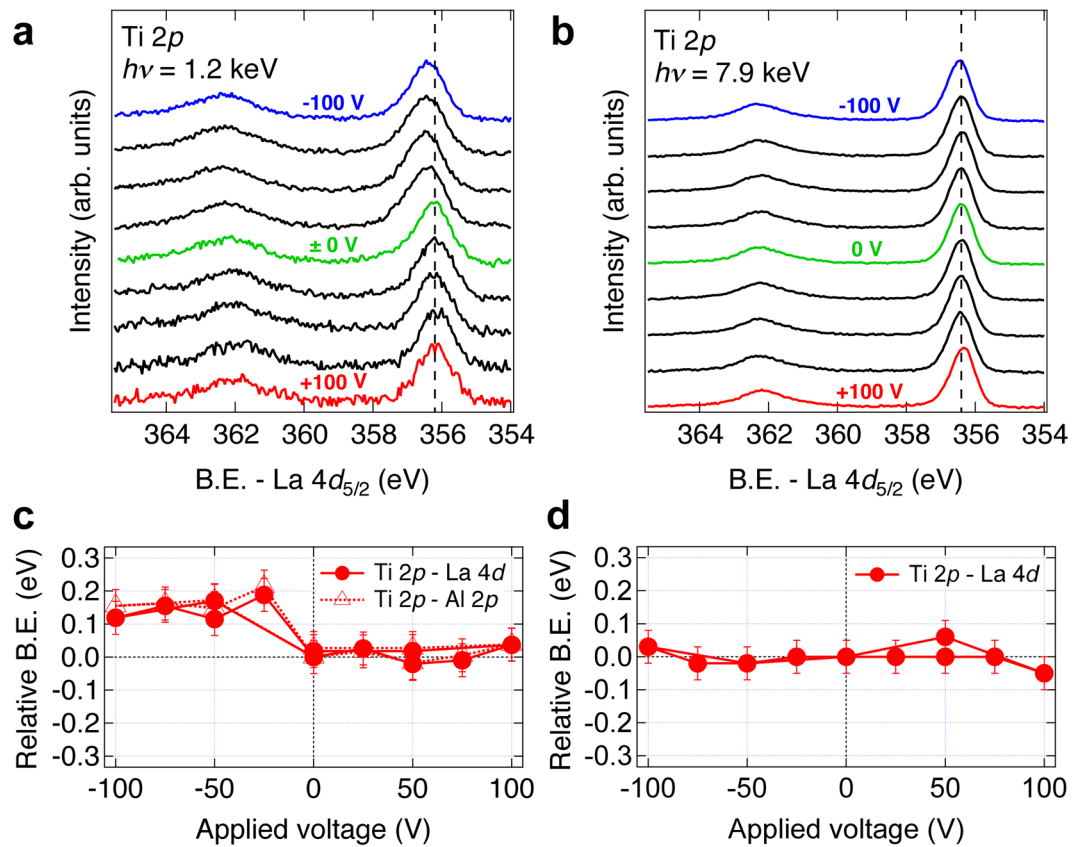 a
Ti 2p
hν = 1.2 keV
-100 V
± 0 V
+100 V
Intensity (arb. units)
364 362 360 358 356 354
B.E. - La 4d5/2 (eV)
b
Ti 2p
hν = 7.9 keV
-100 V
0 V
+100 V
Intensity (arb. units)
364 362 360 358 356 354
B.E. - La 4d5/2 (eV)
c
Ti 2p - La 4d
Ti 2p - Al 2p
Relative B.E. (eV)
0.3
0.2
0.1
0.0
-0.1
-0.2
-0.3
-100 -50 0 50 100
Applied voltage (V)
d
Ti 2p - La 4d
Relative B.E. (eV)
0.3
0.2
0.1
0.0
-0.1
-0.2
-0.3
-100 -50 0 50 100
Applied voltage (V)